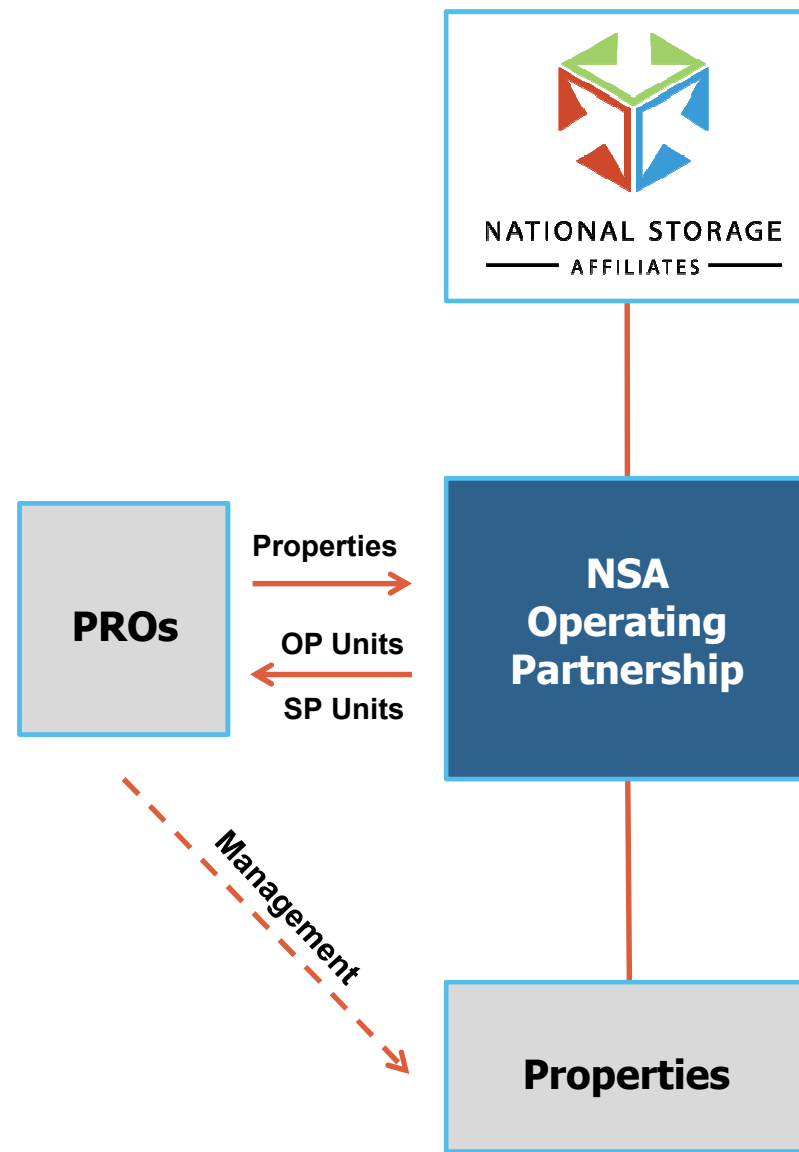 NATIONAL STORAGE
AFFILIATES
PROs
Properties
OP Units
SP Units
NSA
Operating
Partnership
Management
Properties